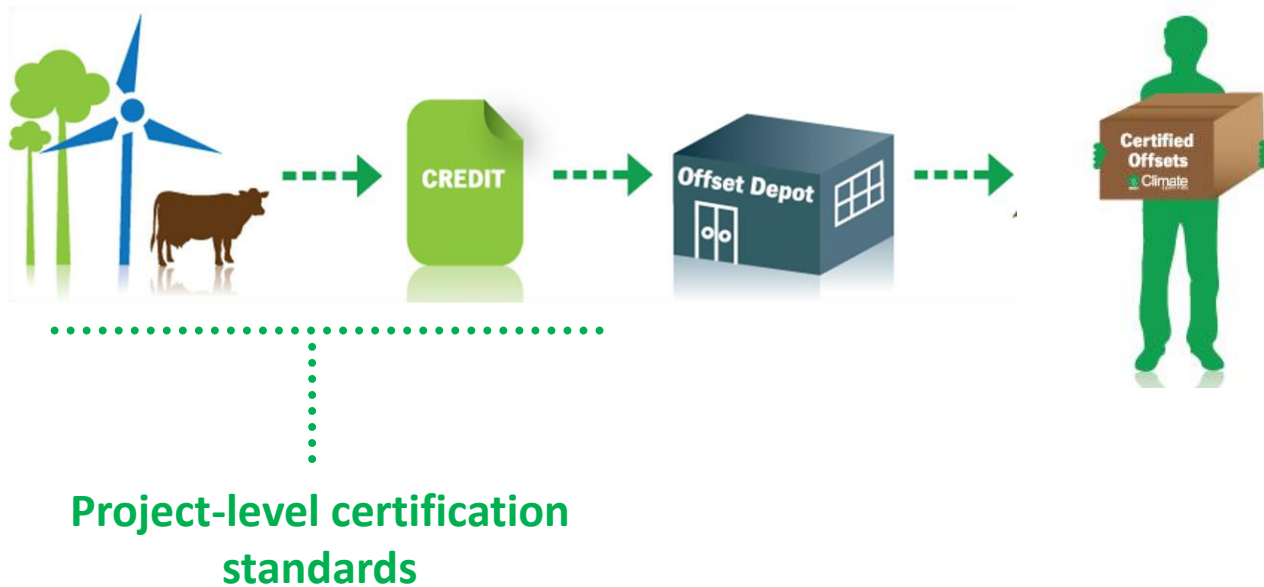 CREDIT
Offset Depot
Certified
Offsets
Climate
Project-level certification
standards